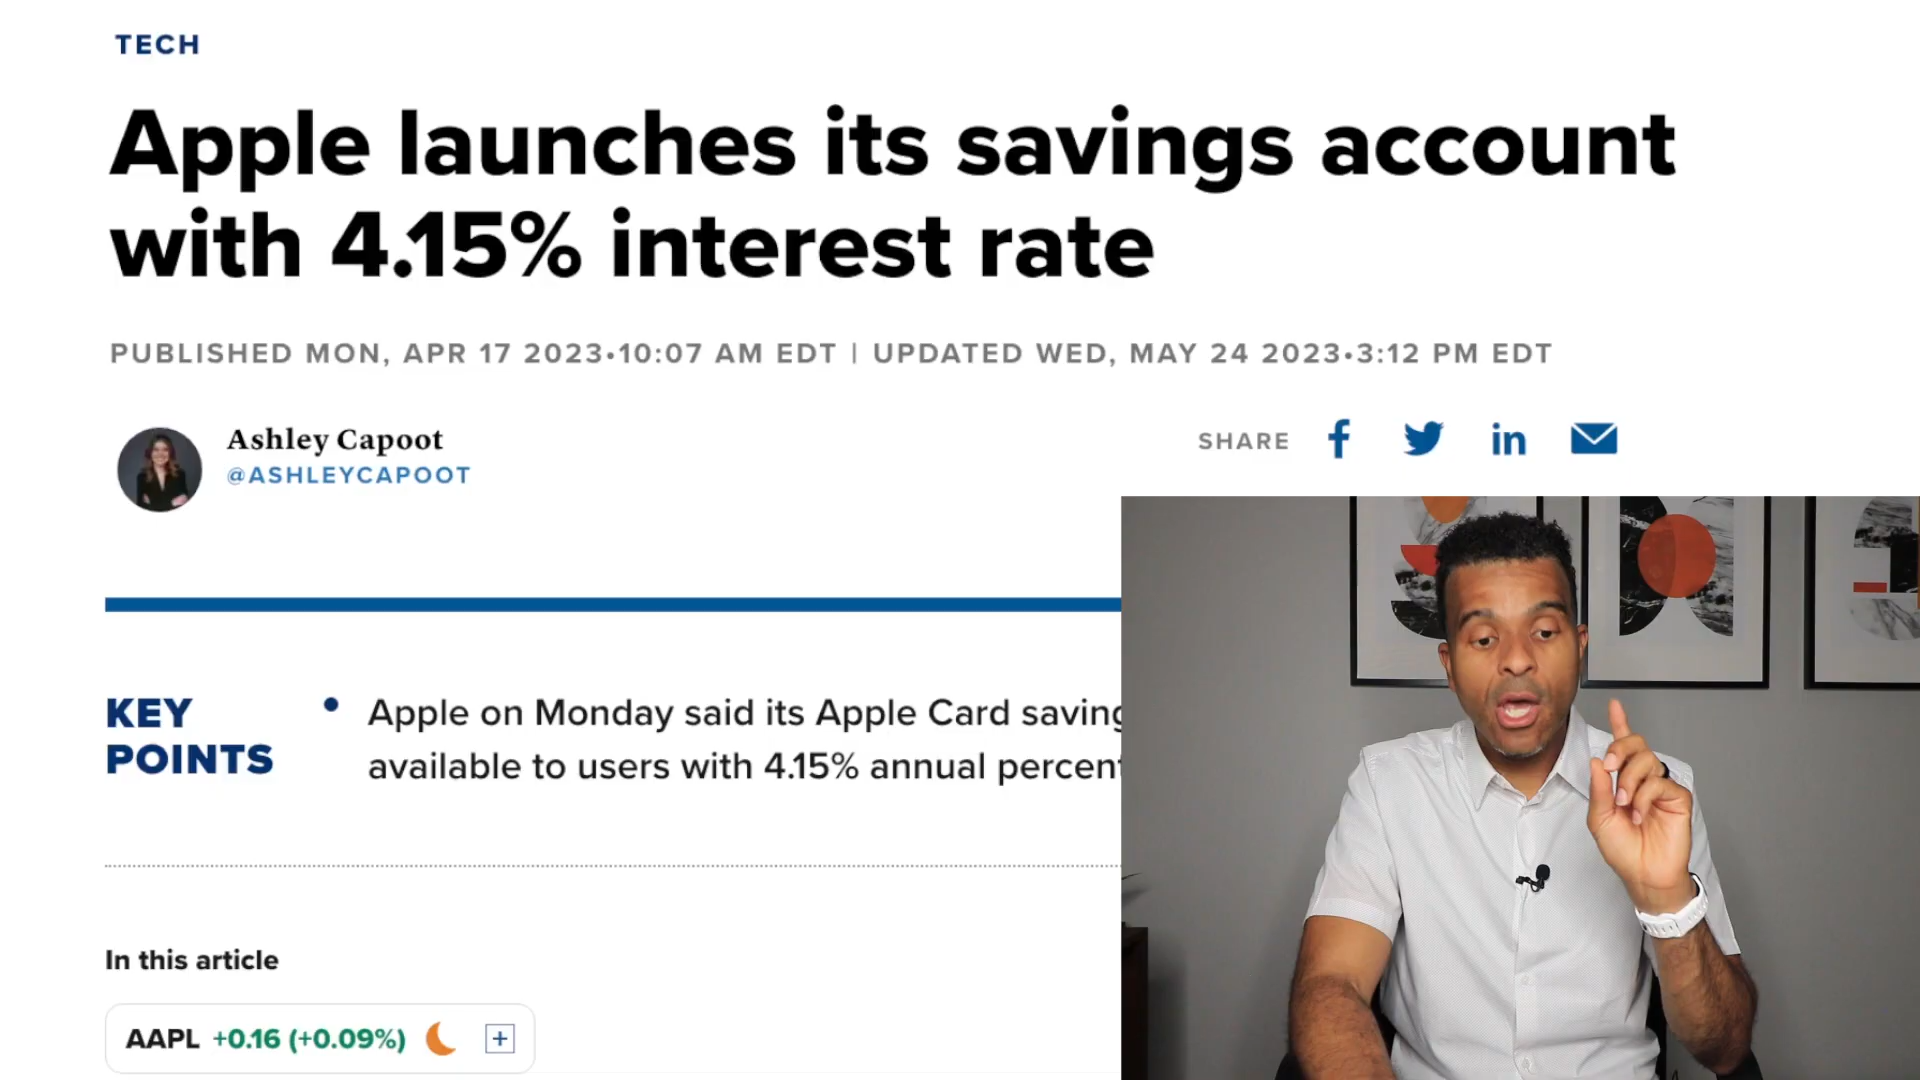 TECH
Apple launches its savings account
with 4.15% interest rate
PUBLISHED MON, APR 17 2023•10:07 AM EDT | UPDATED WED, MAY 24 2023•3:12 PM EDT
Ashley Capoot
@ASHLEYCAPOOT
SHARE
KEY
POINTS
• Apple on Monday said its Apple Card
available to users with 4.15% annual
In this article
AAPL +0.16 (+0.09%)